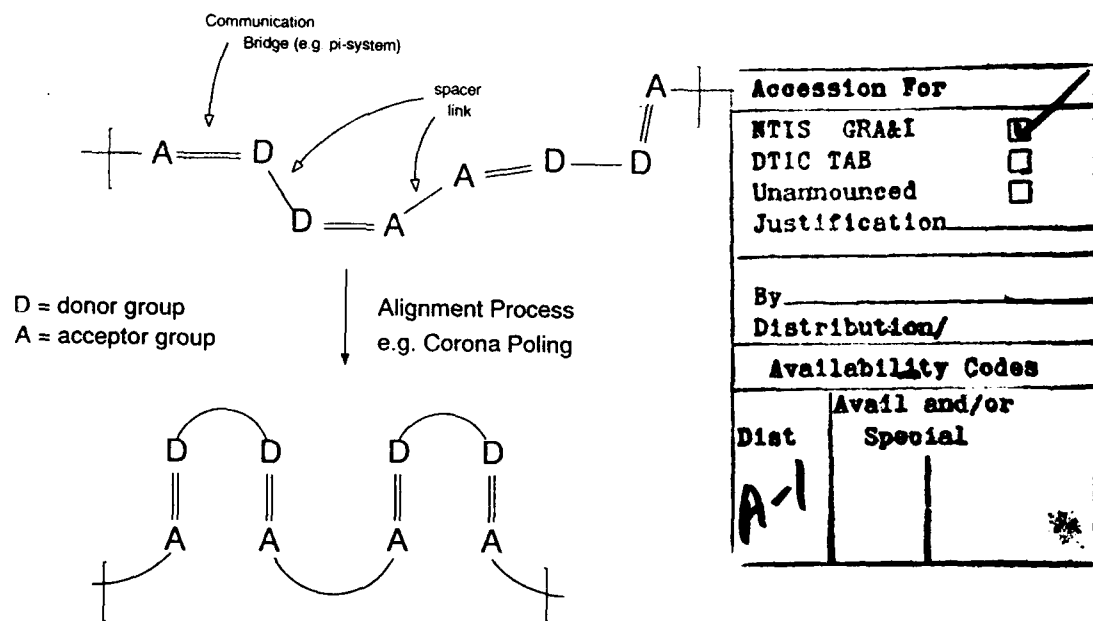 Communication
Bridge (e.g. pi-system)
spacer
link
A D D A A D D A
D = donor group
A = acceptor group
Alignment Process
e.g. Corona Poling
D D D D
A A A A
Accession For
NTIS GRA&I
DTIC TAB
Unannounced
Justification
By
Distribution/
Availability Codes
Avail and/or
Dist Special
A-1